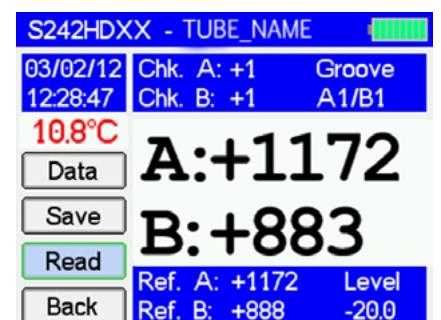 S242HDXX - TUBE_NAME
03/02/12 Chk. A: +1 Groove
12:28:47 Chk. B: +1 A1/B1
10.8°C
A:+1172
Data
Save
B:+883
Read
Ref. A: +1172 Level
Back
Ref. B: +888 -20.0